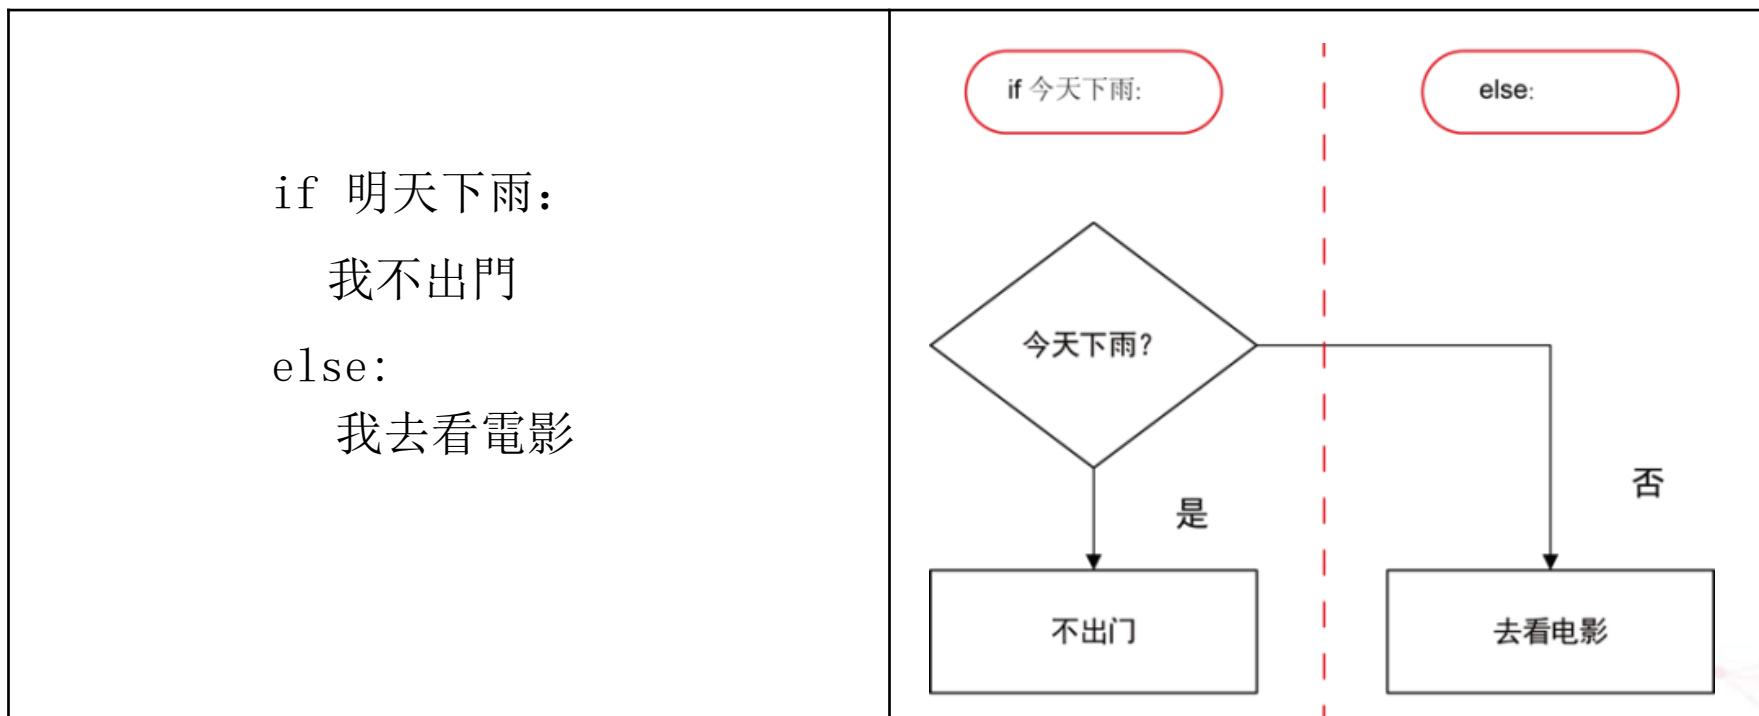 if 明天下雨：
我不出門
else:
我去看電影
if 今天下雨:
else:
今天下雨?
是
否
不出门
去看电影